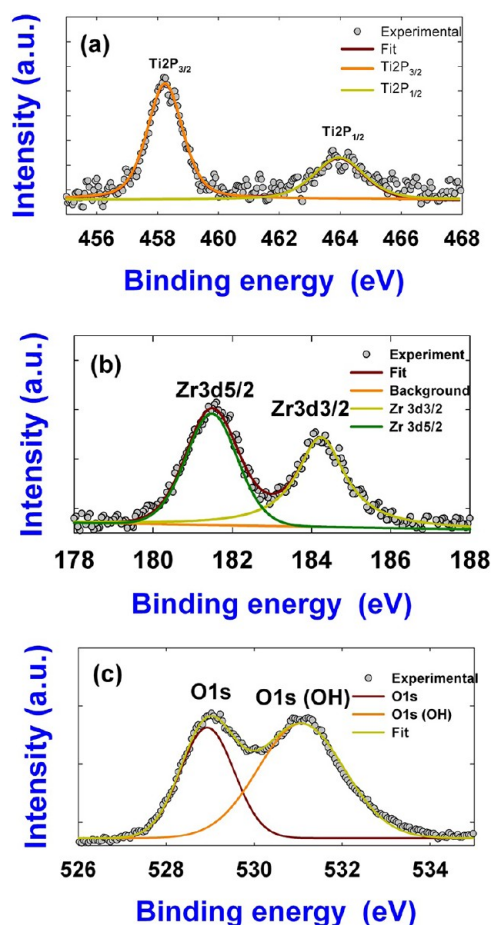 (a)
Experimental
Fit
Ti2P3/2
Ti2P1/2
Ti2P3/2
Ti2P1/2
Intensity (a.u.)
456 458 460 462 464 466 468
Binding energy (eV)
(b)
Experiment
Fit
Background
Zr 3d3/2
Zr 3d5/2
Zr3d5/2
Zr3d3/2
Intensity (a.u.)
178 180 182 184 186 188
Binding energy (eV)
(c)
Experimental
O1s
O1s (OH)
Fit
O1s
O1s (OH)
Intensity (a.u.)
526 528 530 532 534
Binding energy (eV)